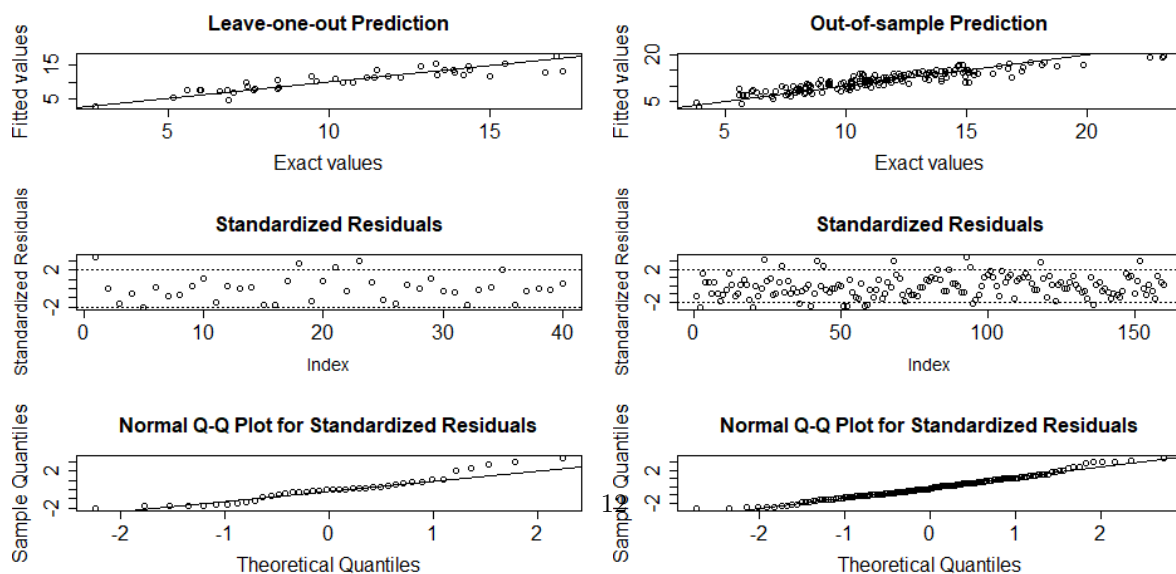 Leave-one-out Prediction
Fitted values
5 15
5 10 15
Exact values
Out-of-sample Prediction
Fitted values
5 20
5 10 15 20
Exact values
Standardized Residuals
Standardized Residuals
-2 2
0 10 20 30 40
Index
Standardized Residuals
Standardized Residuals
-2 2
0 50 100 150
Index
Normal Q-Q Plot for Standardized Residuals
Sample Quantiles
-2 2
-2 -1 0 1 2
Theoretical Quantiles
Normal Q-Q Plot for Standardized Residuals
Sample Quantiles
-2 2
-2 -1 0 1 2
Theoretical Quantiles